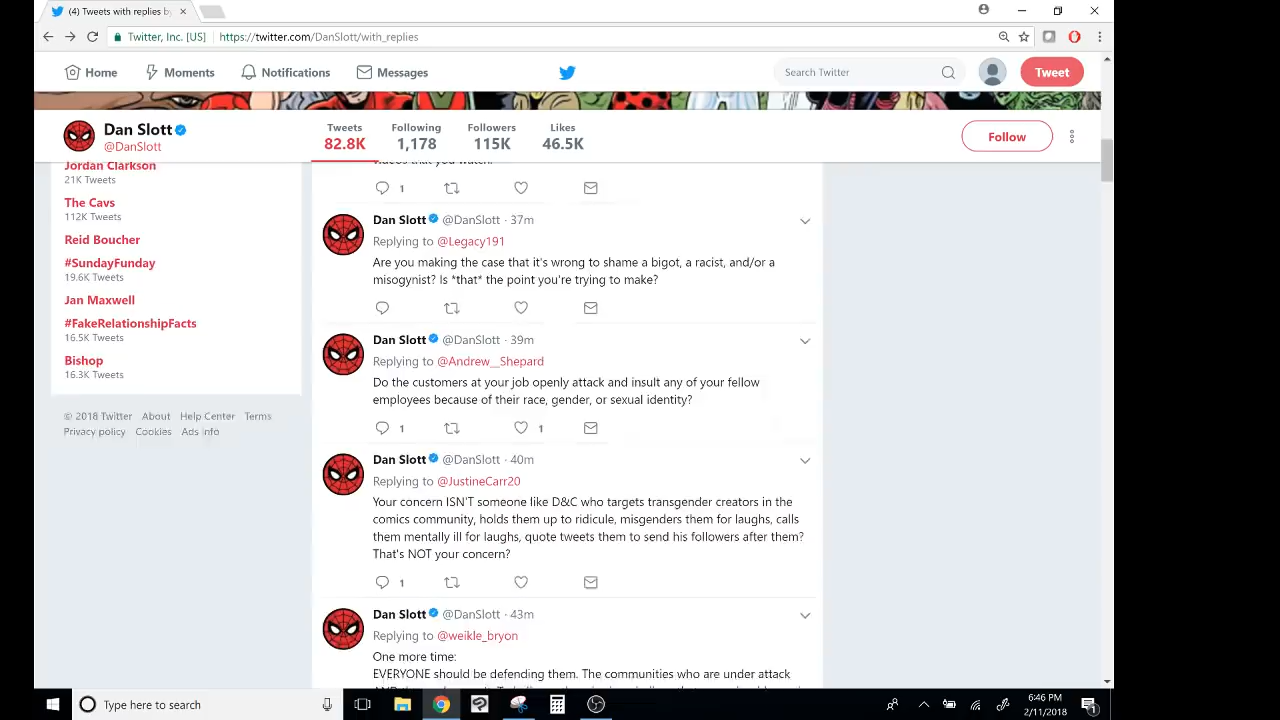 (4) Tweets with replies by
Twitter, Inc. [US] https://twitter.com/DanSlott/with_replies
Home Moments Notifications Messages Search Twitter Tweet
Dan Slott
@DanSlott
Tweets Following Followers Likes
82.8K 1,178 115K 46.5K
Follow
Jordan Clarkson
21K Tweets
The Cavs
112K Tweets
Reid Boucher
#SundayFunday
19.6K Tweets
Jan Maxwell
#FakeRelationshipFacts
16.5K Tweets
Bishop
16.3K Tweets
© 2018 Twitter About Help Center Terms
Privacy policy Cookies Ads info
videos that you watch.
1
Dan Slott @DanSlott · 37m
Replying to @Legacy191
Are you making the case that it's wrong to shame a bigot, a racist, and/or a
misogynist? Is *that* the point you're trying to make?
Dan Slott @DanSlott · 39m
Replying to @Andrew__Shepard
Do the customers at your job openly attack and insult any of your fellow
employees because of their race, gender, or sexual identity?
1 1
Dan Slott @DanSlott · 40m
Replying to @JustineCarr20
Your concern ISN'T someone like D&C who targets transgender creators in the
comics community, holds them up to ridicule, misgenders them for laughs, calls
them mentally ill for laughs, quote tweets them to send his followers after them?
That's NOT your concern?
1
Dan Slott @DanSlott · 43m
Replying to @weikle_bryon
One more time:
EVERYONE should be defending them. The communities who are under attack
Type here to search
6:46 PM
2/11/2018
1